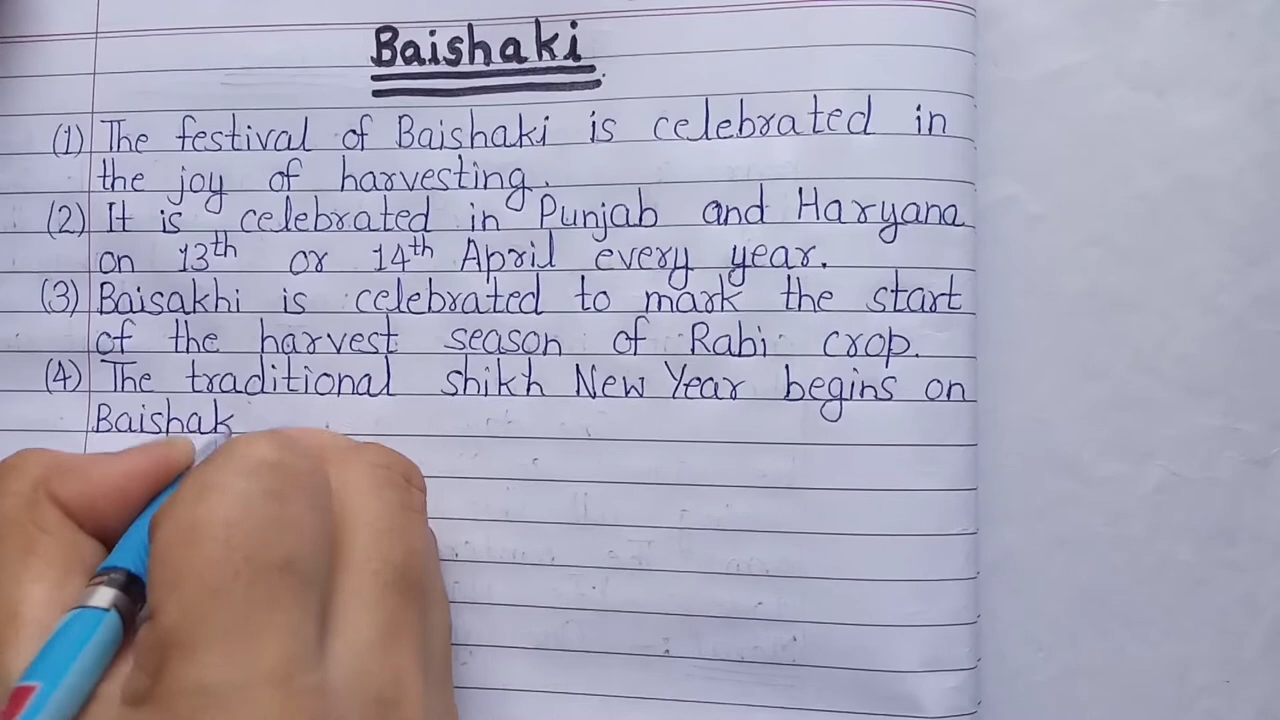 Baishaki
(1) The festival of Baishaki is celebrated in
the joy of harvesting.
(2) It is celebrated in Punjab and Haryana
on 13th or 14th April every year.
(3) Baisakhi is celebrated to mark the start
of the harvest season of Rabi crop.
(4) The traditional shikh New Year begins on
Baishak